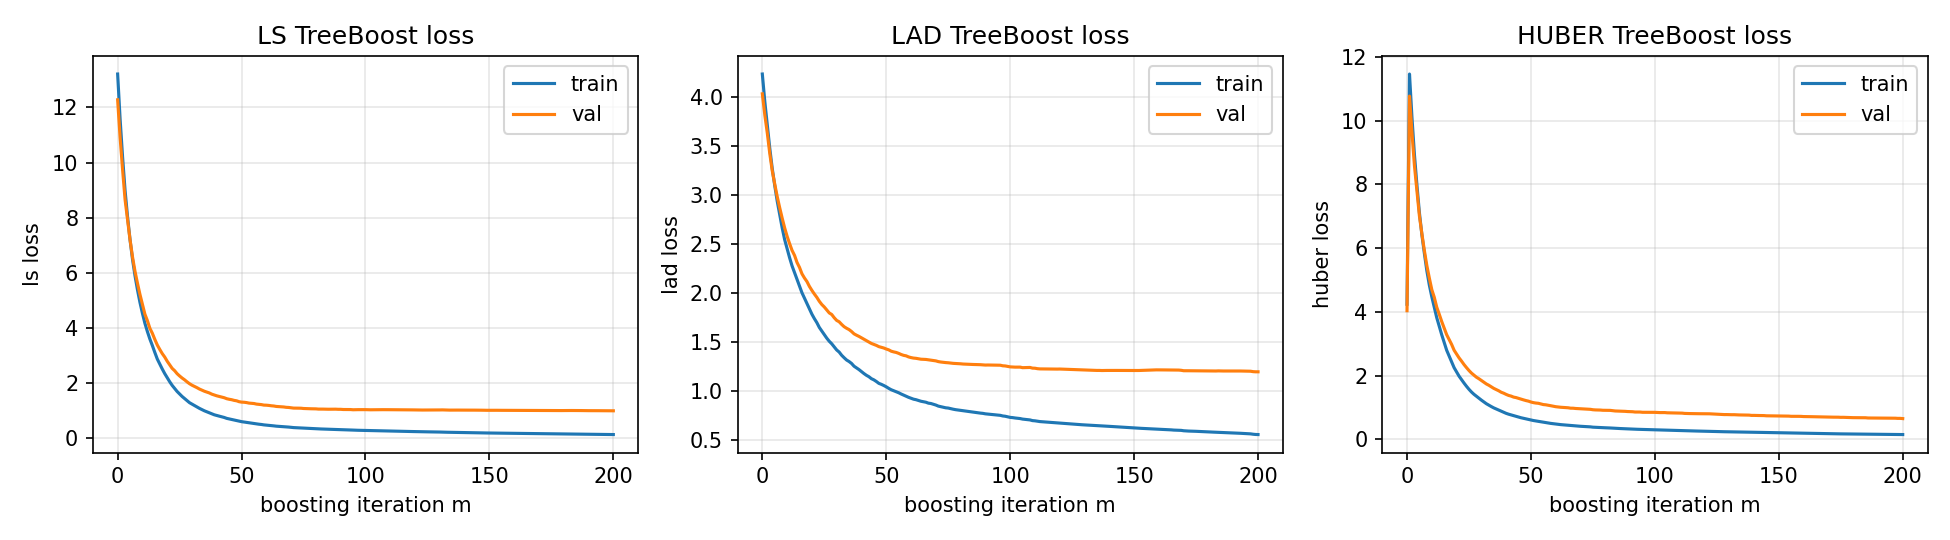 LS TreeBoost loss
ls loss
12
10
8
6
4
2
0
0 50 100 150 200
boosting iteration m
train
val
LAD TreeBoost loss
lad loss
4.0
3.5
3.0
2.5
2.0
1.5
1.0
0.5
0 50 100 150 200
boosting iteration m
train
val
HUBER TreeBoost loss
huber loss
12
10
8
6
4
2
0
0 50 100 150 200
boosting iteration m
train
val